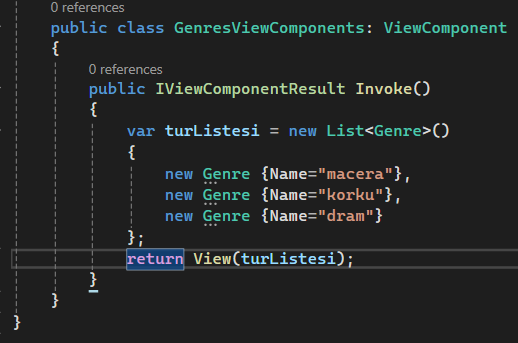 0 references
public class GenresViewComponents: ViewComponent
{
0 references
public IViewComponentResult Invoke()
{
var turListesi = new List<Genre>()
{
new Genre {Name="macera"},
new Genre {Name="korku"},
new Genre {Name="dram"}
};
return View(turListesi);
}
}
}